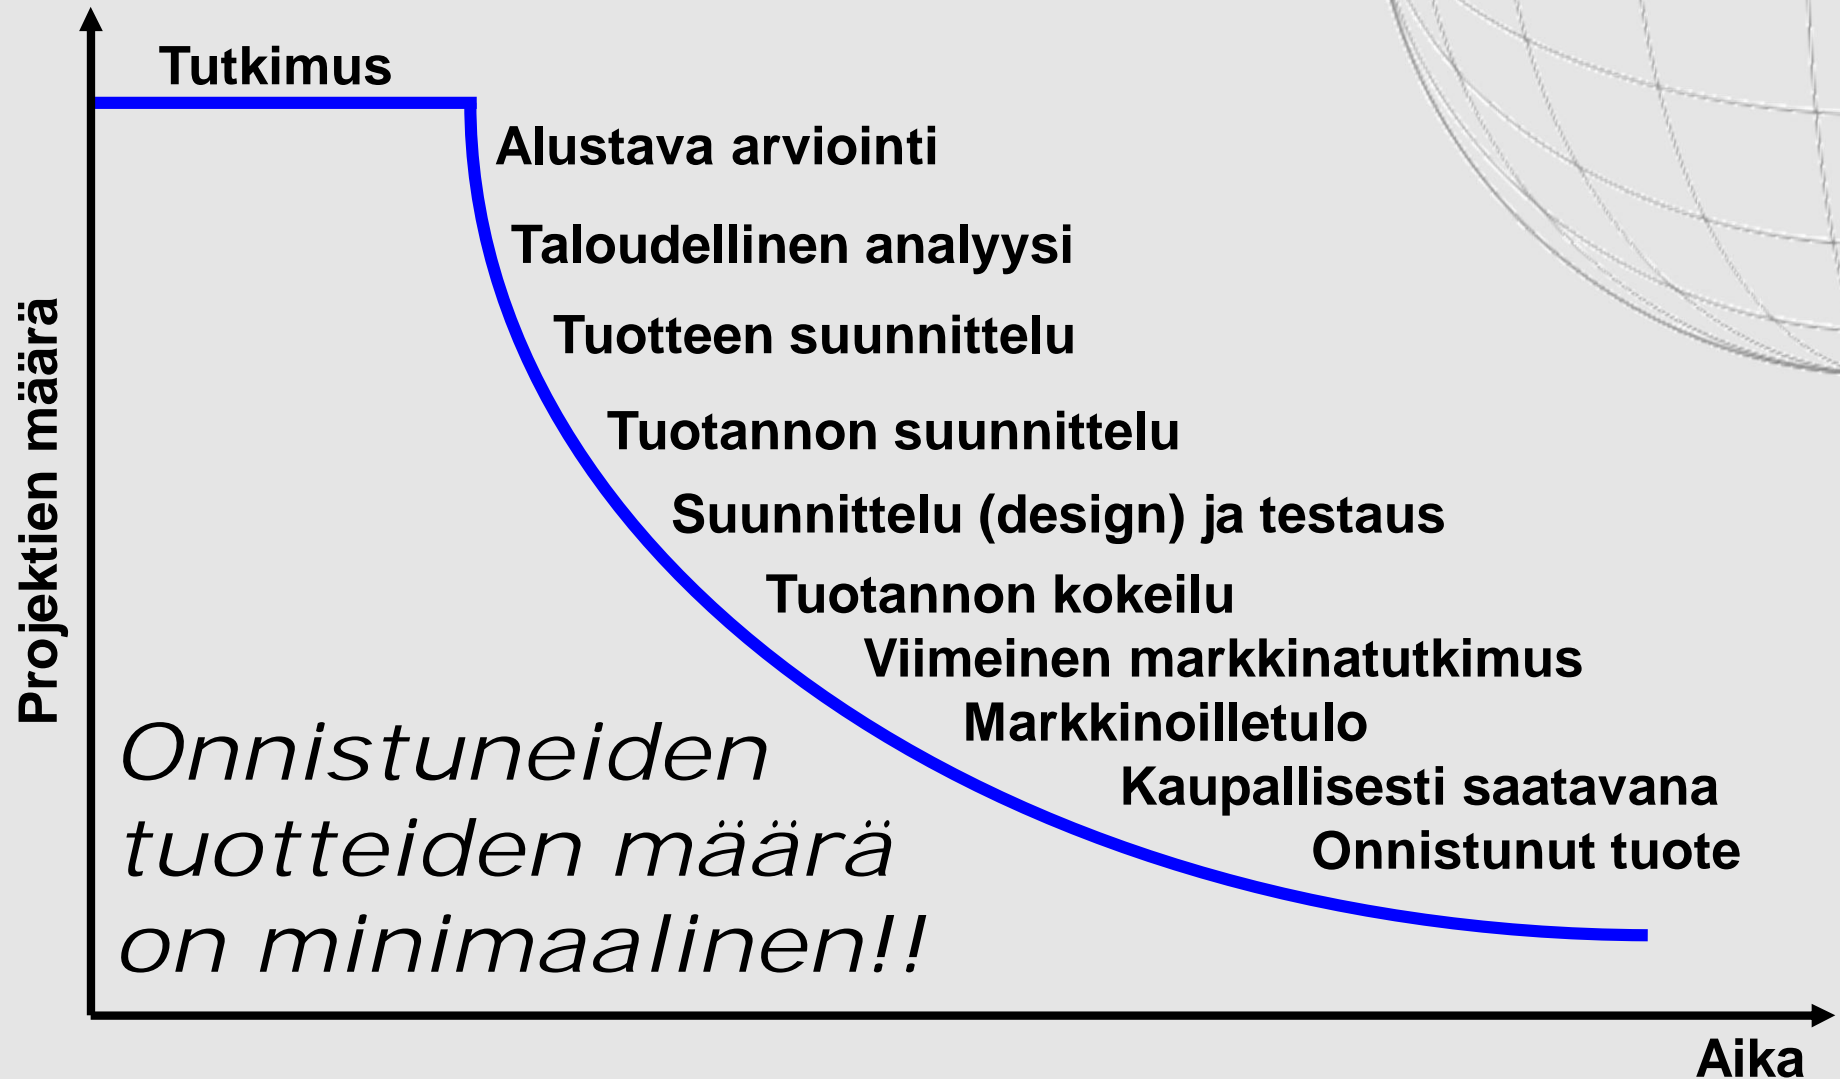 Tutkimus
Alustava arviointi
Taloudellinen analyysi
Tuotteen suunnittelu
Tuotannon suunnittelu
Suunnittelu (design) ja testaus
Tuotannon kokeilu
Viimeinen markkinatutkimus
Markkinoilletulo
Kaupallisesti saatavana
Onnistunut tuote
Projektien määrä
Onnistuneiden
tuotteiden määrä
on minimaalinen!!
Aika